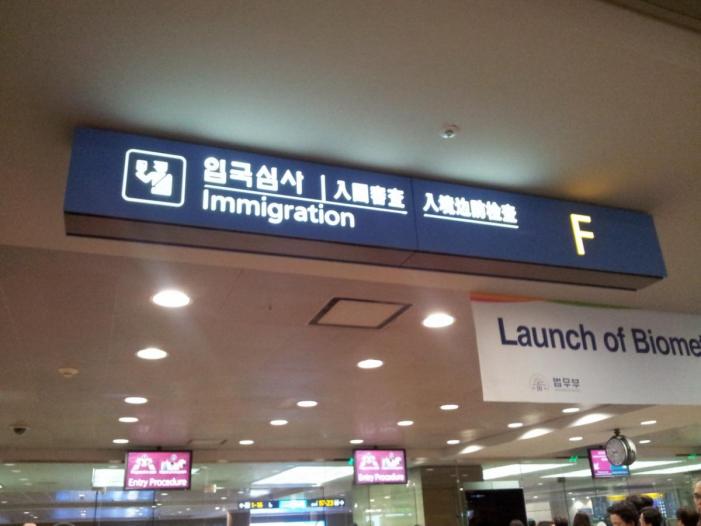 입국심사 入國審査 入境边防检查 F
Immigration
Launch of Biome
법무부
Entry Procedure
Entry Procedure